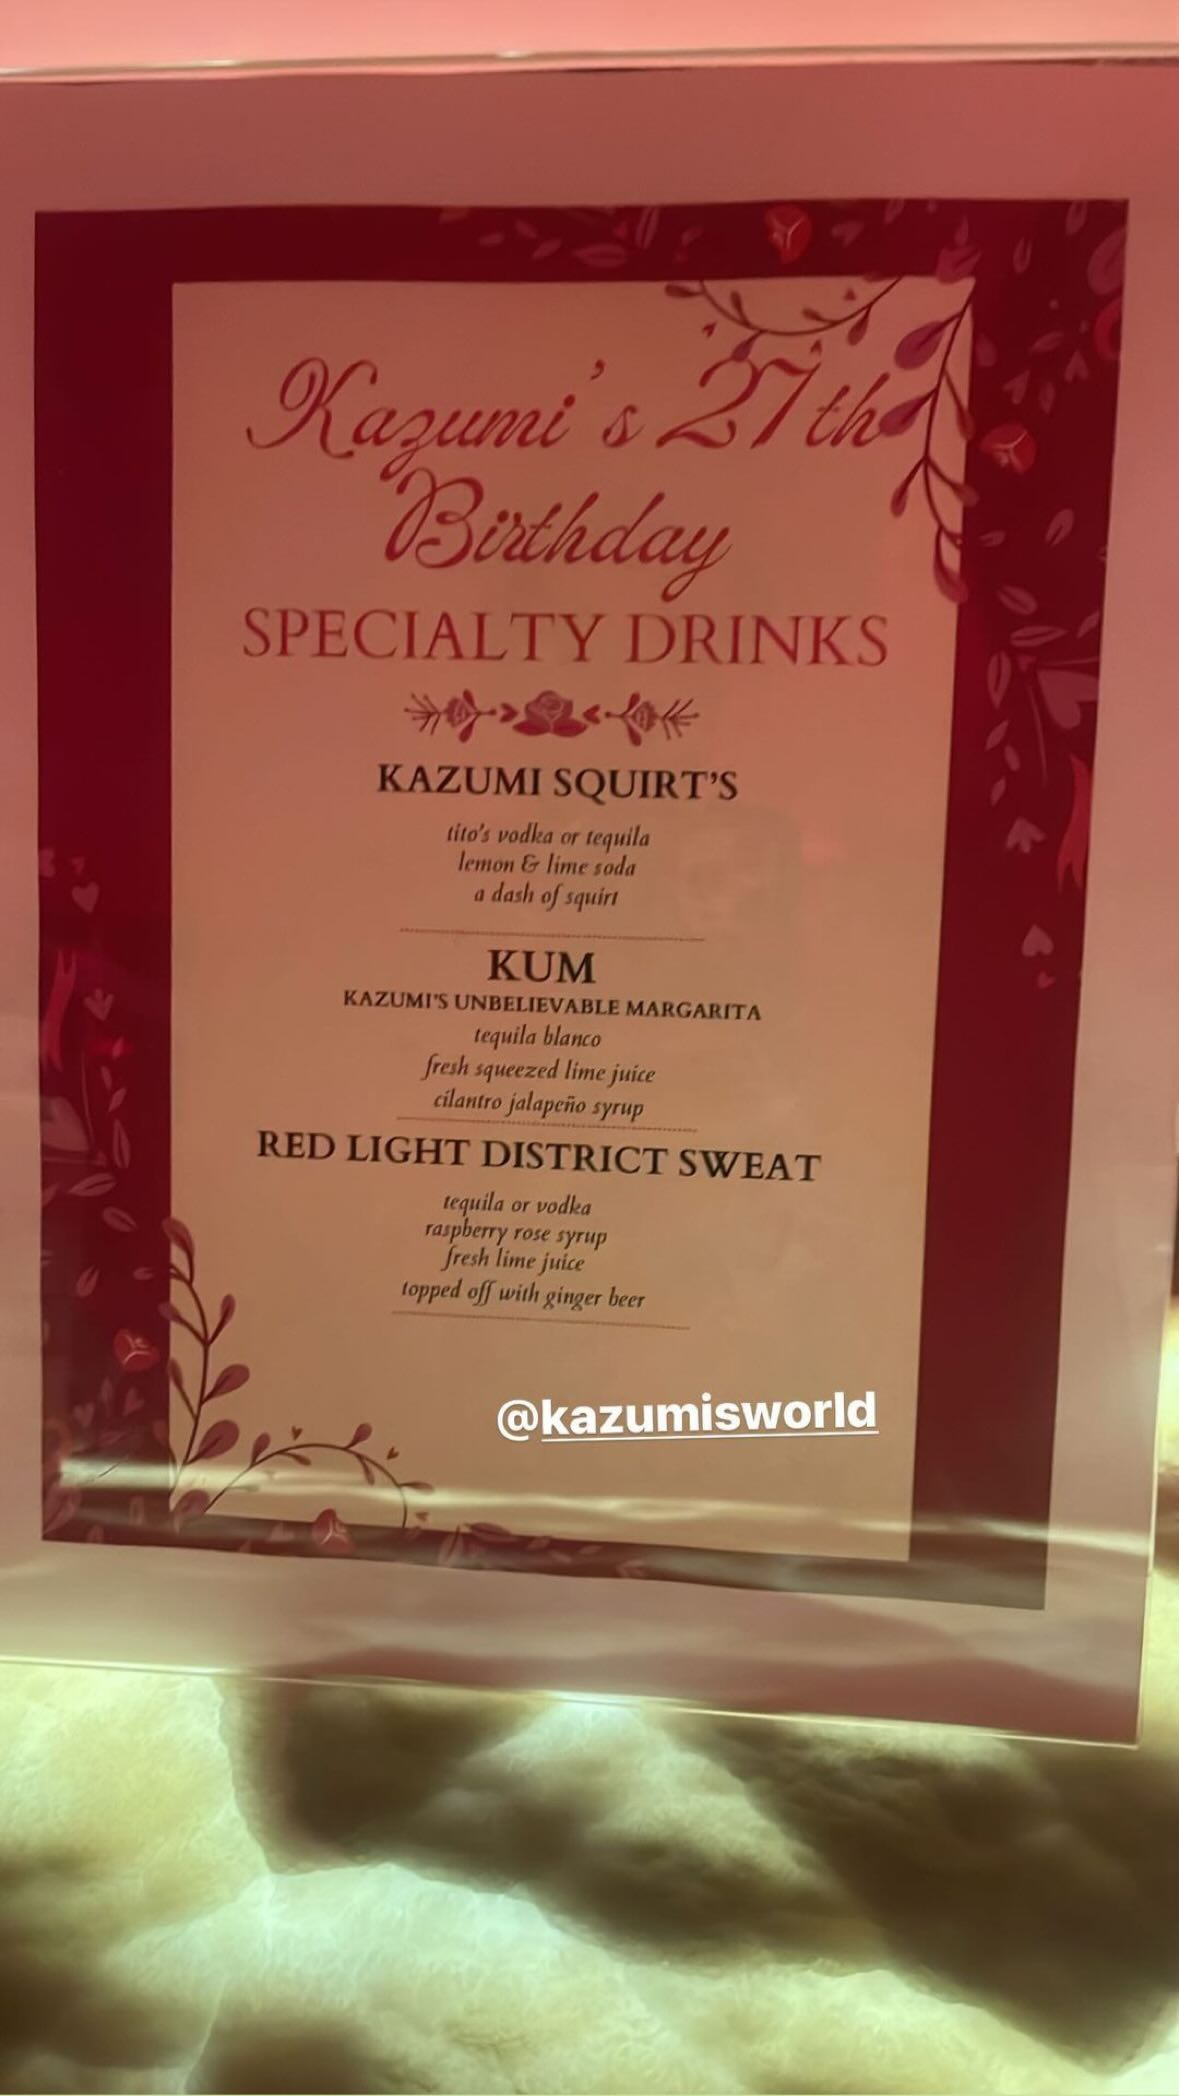 Kazumi's 27th
Birthday
SPECIALTY DRINKS
KAZUMI SQUIRT'S
tito's vodka or tequila
lemon & lime soda
a dash of squirt
KUM
KAZUMI'S UNBELIEVABLE MARGARITA
tequila blanco
fresh squeezed lime juice
cilantro jalapeño syrup
RED LIGHT DISTRICT SWEAT
tequila or vodka
raspberry rose syrup
fresh lime juice
topped off with ginger beer
@kazumisworld